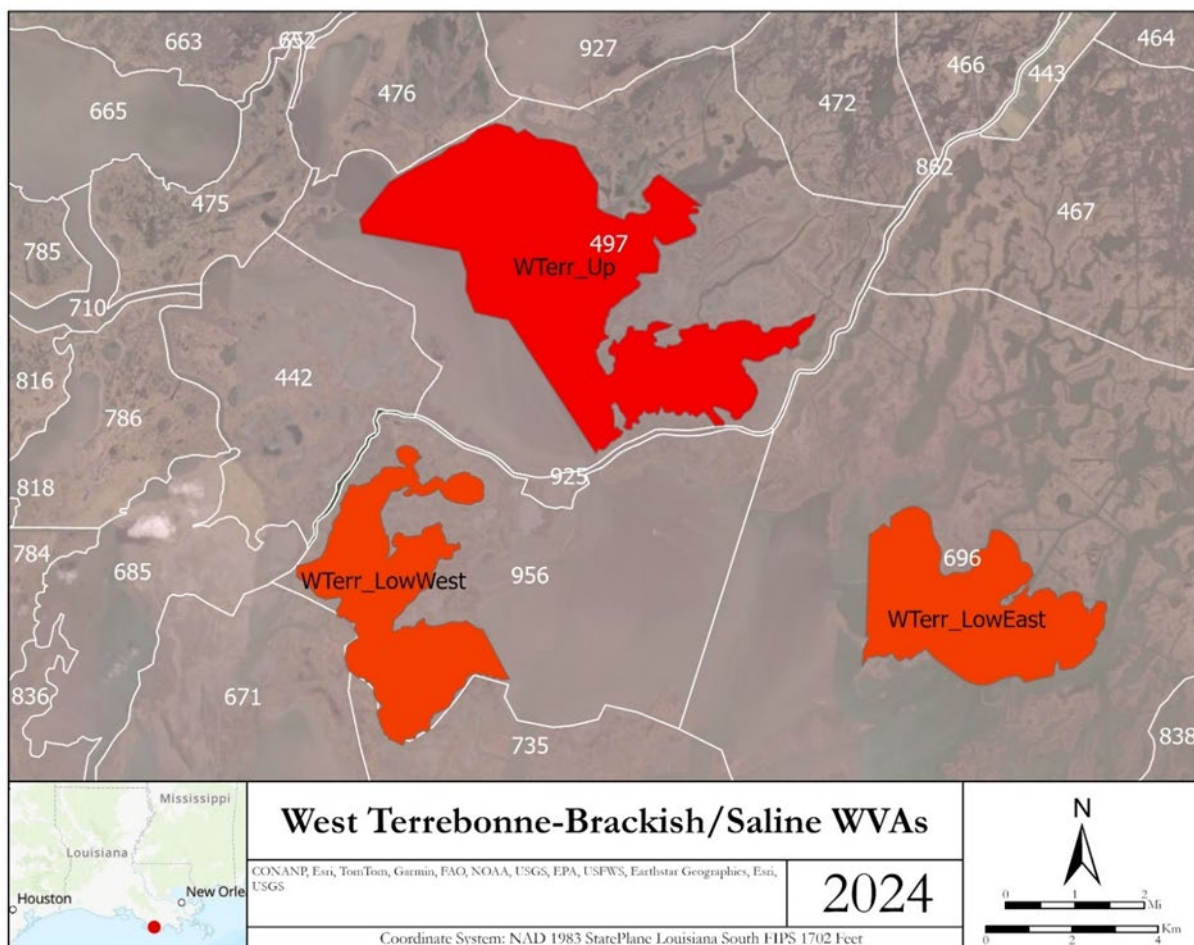 663
652
927
464
466
443
476
472
665
862
475
467
497
785
WTerr_Up
710
816
442
786
925
818
784
685
WTerr_LowWest
956
696
WTerr_LowEast
836
671
735
838
Mississippi
Louisiana
New Orle
Houston
West Terrebonne-Brackish/Saline WVAs
CONANP, Esri, TomTom, Garmin, FAO, NOAA, USGS, EPA, USFWS, Earthstar Geographics, Esri,
USGS
2024
Coordinate System: NAD 1983 StatePlane Louisiana South FIPS 1702 Feet
N
0 1 2
Mi
Km
0 2 4